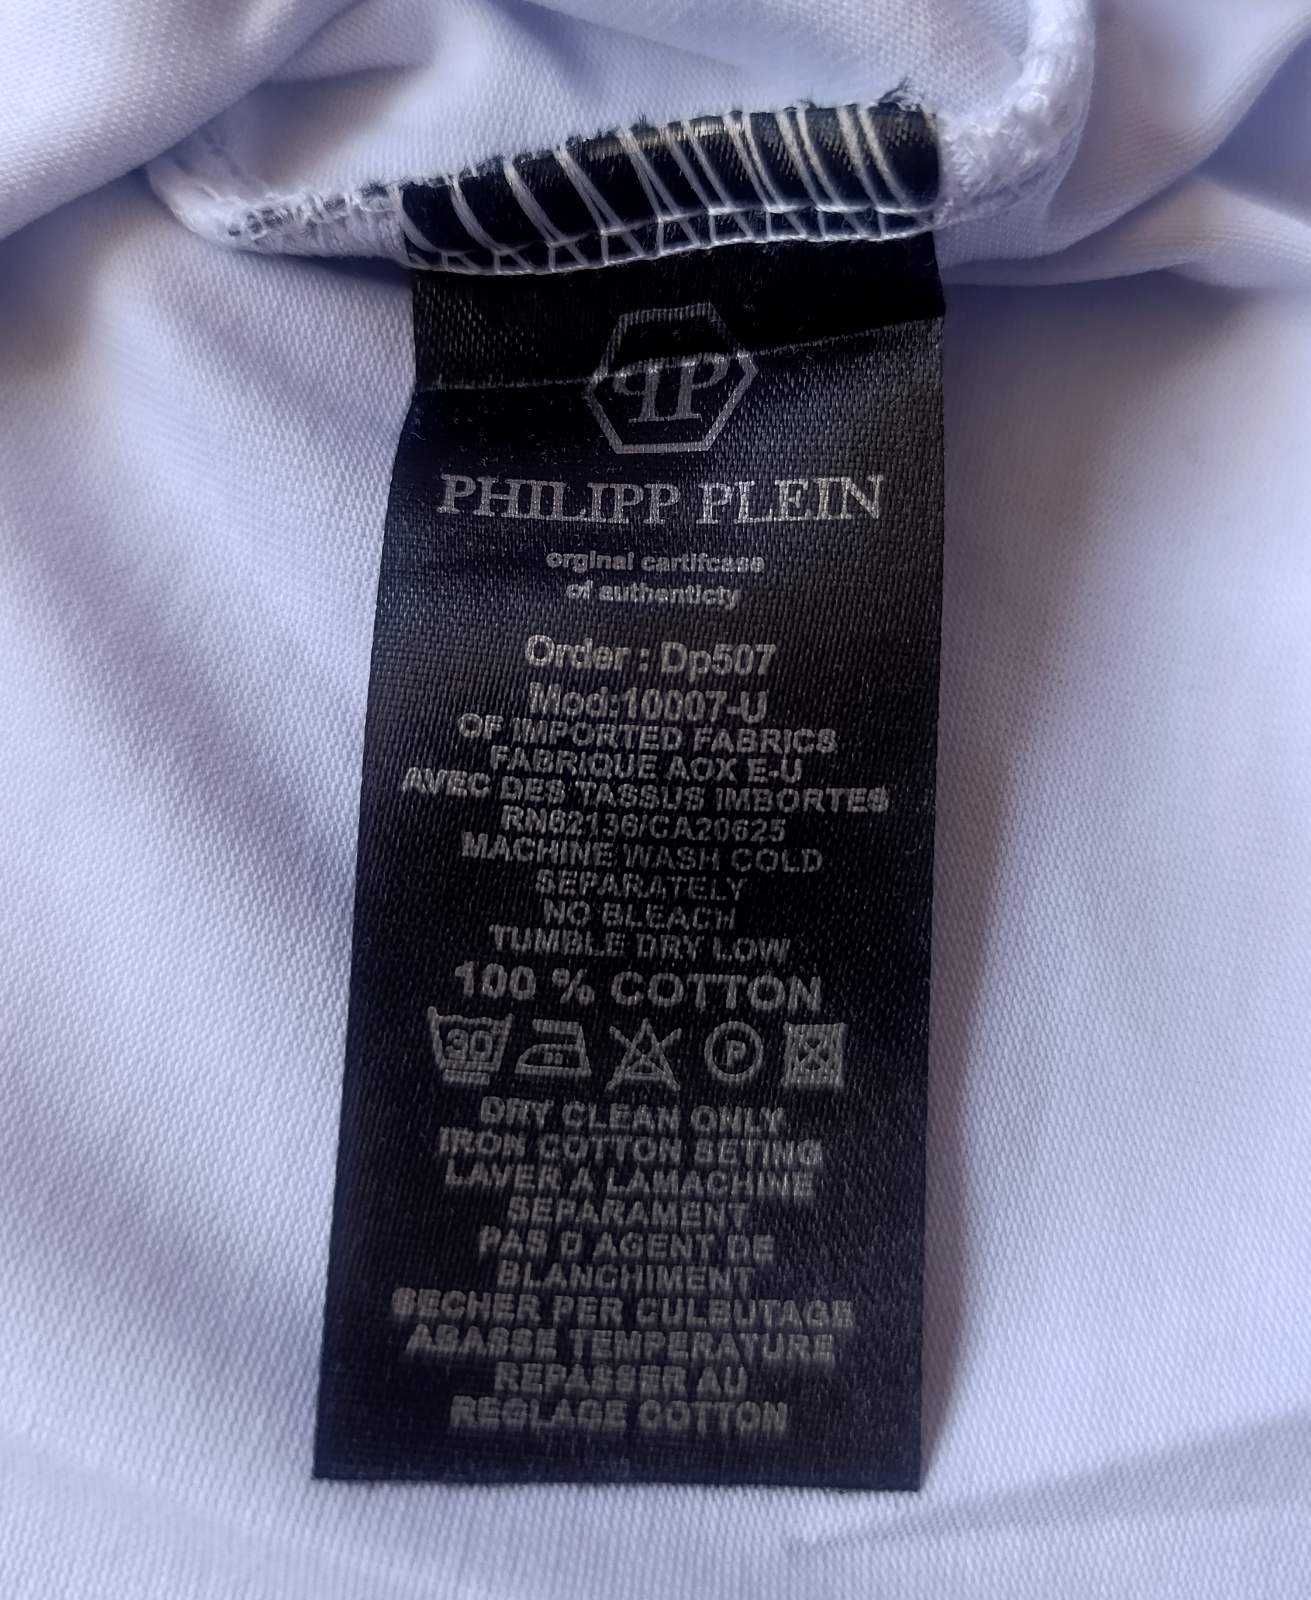 PP
PHILIPP PLEIN
orginal cartifcase
of authenticty
Order : Dp507
Mod:10007-U
OF IMPORTED FABRICS
FABRIQUE AOX E-U
AVEC DES TASSUS IMBORTES
RN62136/CA20625
MACHINE WASH COLD
SEPARATELY
NO BLEACH
TUMBLE DRY LOW
100 % COTTON
30 P
DRY CLEAN ONLY
IRON COTTON SETING
LAVER A LAMACHINE
SEPARAMENT
PAS D AGENT DE
BLANCHIMENT
SECHER PER CULBUTAGE
ABASSE TEMPERATURE
REPASSER AU
REGLAGE COTTON